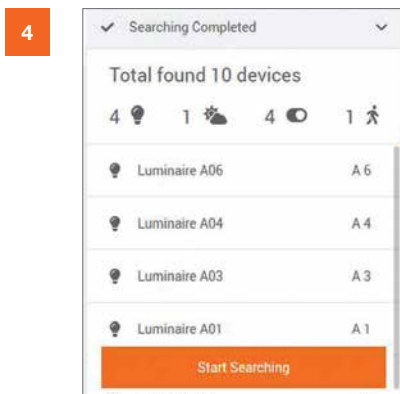 4
Searching Completed
Total found 10 devices
4 1 4 1
Luminaire A06 A 6
Luminaire A04 A 4
Luminaire A03 A 3
Luminaire A01 A 1
Start Searching